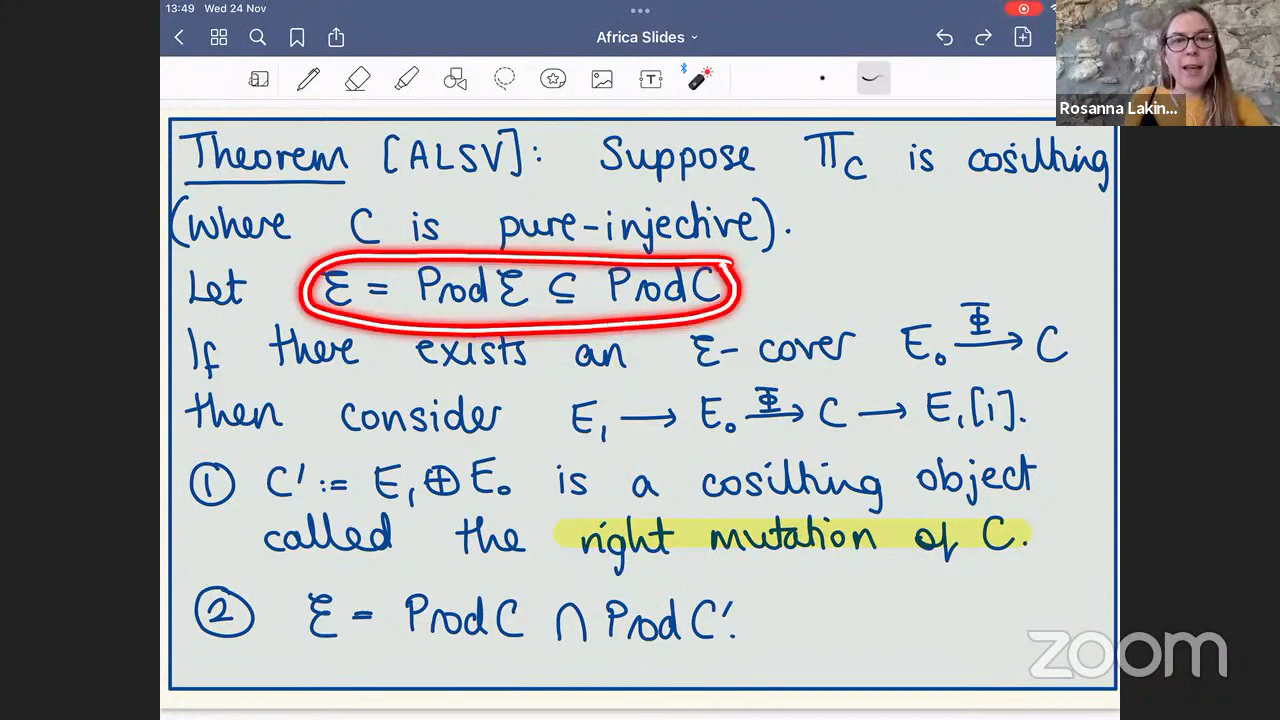 13:49 Wed 24 Nov
Africa Slides
Rosanna Lakin...
Theorem [ALSV]: Suppose 𝕋_C is cosilting
(where C is pure-injective).
Let ℰ = Prod ℰ ⊆ Prod C
If there exists an ℰ-cover E₀ —Φ→ C
then consider E₁ → E₀ —Φ→ C → E₁[1].
① C' := E₁ ⊕ E₀ is a cosilting object
called the right mutation of C.
② ℰ = Prod C ∩ Prod C'.
zoom